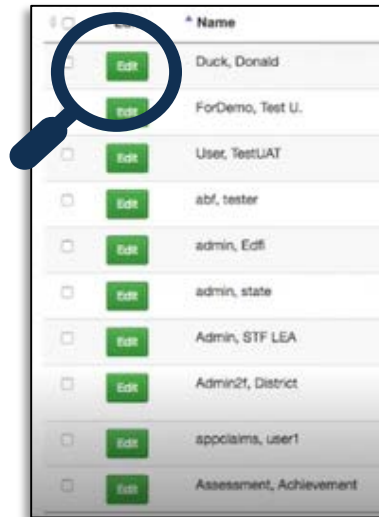 Name
Edit Duck, Donald
Edit ForDemo, Test U.
Edit User, TestUAT
Edit abf, tester
Edit admin, Edfi
Edit admin, state
Edit Admin, STF LEA
Edit Admin2f, District
Edit appclaims, user1
Edit Assessment, Achievement